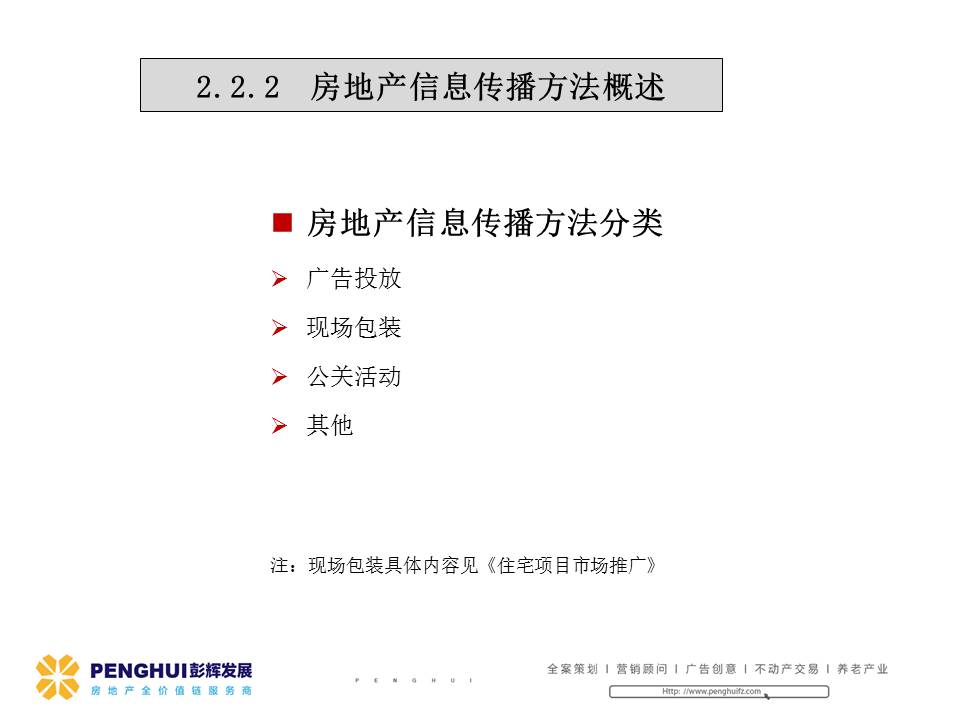 2.2.2 房地产信息传播方法概述
房地产信息传播方法分类
广告投放
现场包装
公关活动
其他
注：现场包装具体内容见《住宅项目市场推广》
PENGHUI彭辉发展
房地产全价值链服务商
PENGHUI
全案策划 | 营销顾问 | 广告创意 | 不动产交易 | 养老产业
Http: //www.penghuifz.com